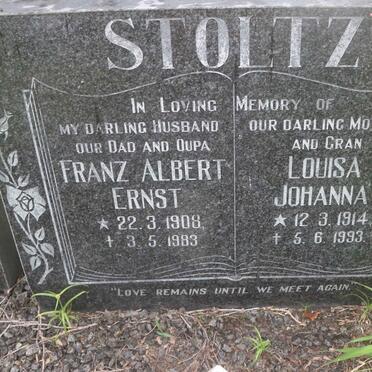 STOLTZ
IN LOVING MEMORY OF
MY DARLING HUSBAND
OUR DAD AND OUPA
FRANZ ALBERT
ERNST
* 22.3.1908.
† 3.5.1983
OUR DARLING
AND GRAN
LOUISA
JOHANNA
* 12.3.1914
† 5.6.1993.
"LOVE REMAINS UNTIL WE MEET AGAIN.